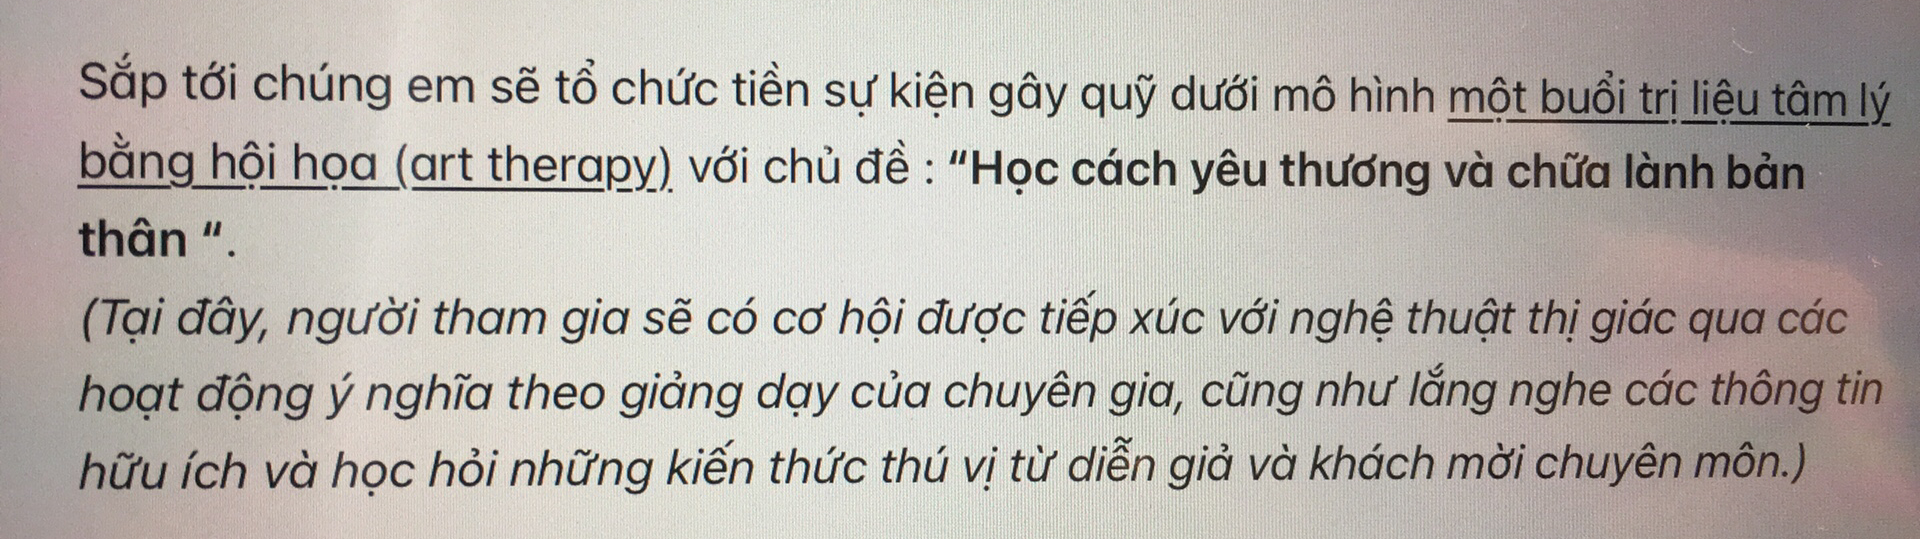 Sắp tới chúng em sẽ tổ chức tiền sự kiện gây quỹ dưới mô hình một buổi trị liệu tâm lý
bằng hội họa (art therapy) với chủ đề : “Học cách yêu thương và chữa lành bản
thân “.
(Tại đây, người tham gia sẽ có cơ hội được tiếp xúc với nghệ thuật thị giác qua các
hoạt động ý nghĩa theo giảng dạy của chuyên gia, cũng như lắng nghe các thông tin
hữu ích và học hỏi những kiến thức thú vị từ diễn giả và khách mời chuyên môn.)